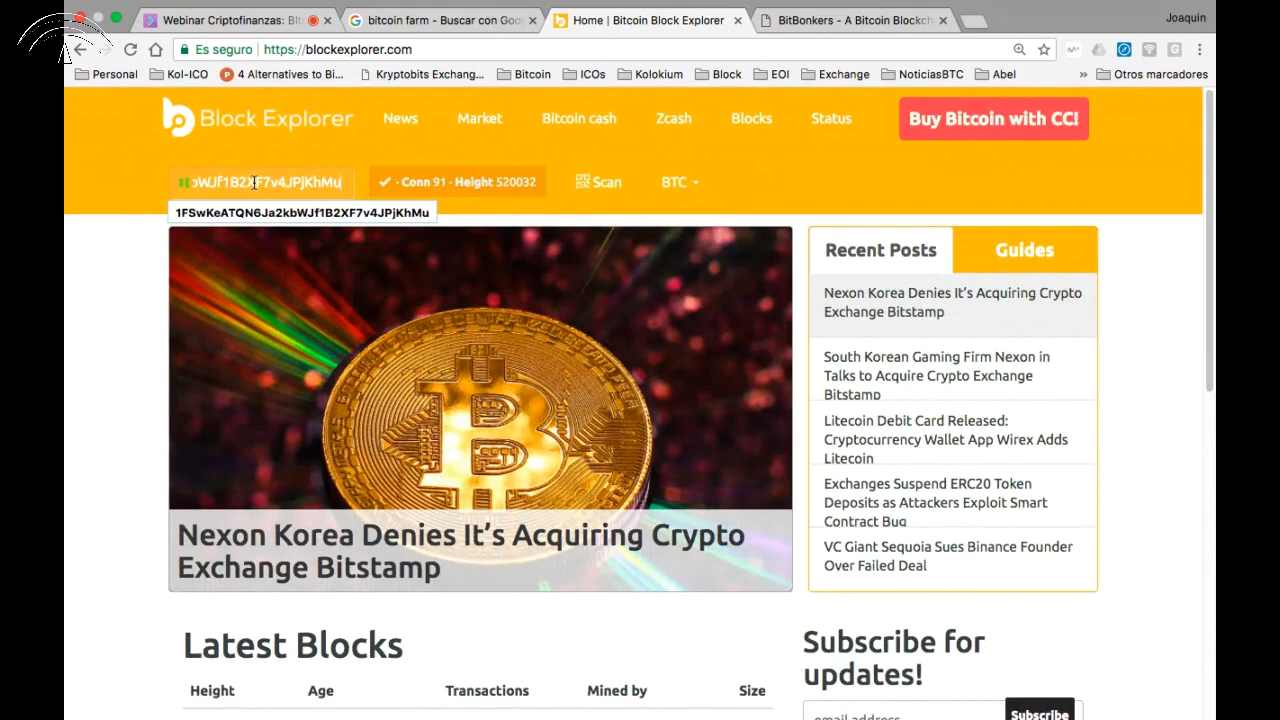 Webinar Criptofinanzas: Bit
bitcoin farm - Buscar con Goo
Home | Bitcoin Block Explorer
BitBonkers - A Bitcoin Blockch
Joaquin
Es seguro
https://blockexplorer.com
Personal
Kol-ICO
4 Alternatives to Bi...
Kryptobits Exchang...
Bitcoin
ICOs
Kolokium
Block
EOI
Exchange
NoticiasBTC
Abel
»
Otros marcadores
Block Explorer
News
Market
Bitcoin cash
Zcash
Blocks
Status
Buy Bitcoin with CC!
bWJf1B2XF7v4JPjKhMu
· Conn 91 · Height 520032
Scan
BTC
1FSwKeATQN6Ja2kbWJf1B2XF7v4JPjKhMu
Nexon Korea Denies It’s Acquiring Crypto
Exchange Bitstamp
Recent Posts
Guides
Nexon Korea Denies It’s Acquiring Crypto
Exchange Bitstamp
South Korean Gaming Firm Nexon in
Talks to Acquire Crypto Exchange
Bitstamp
Litecoin Debit Card Released:
Cryptocurrency Wallet App Wirex Adds
Litecoin
Exchanges Suspend ERC20 Token
Deposits as Attackers Exploit Smart
Contract Bug
VC Giant Sequoia Sues Binance Founder
Over Failed Deal
Latest Blocks
Height
Age
Transactions
Mined by
Size
Subscribe for
updates!
email address
Subscribe